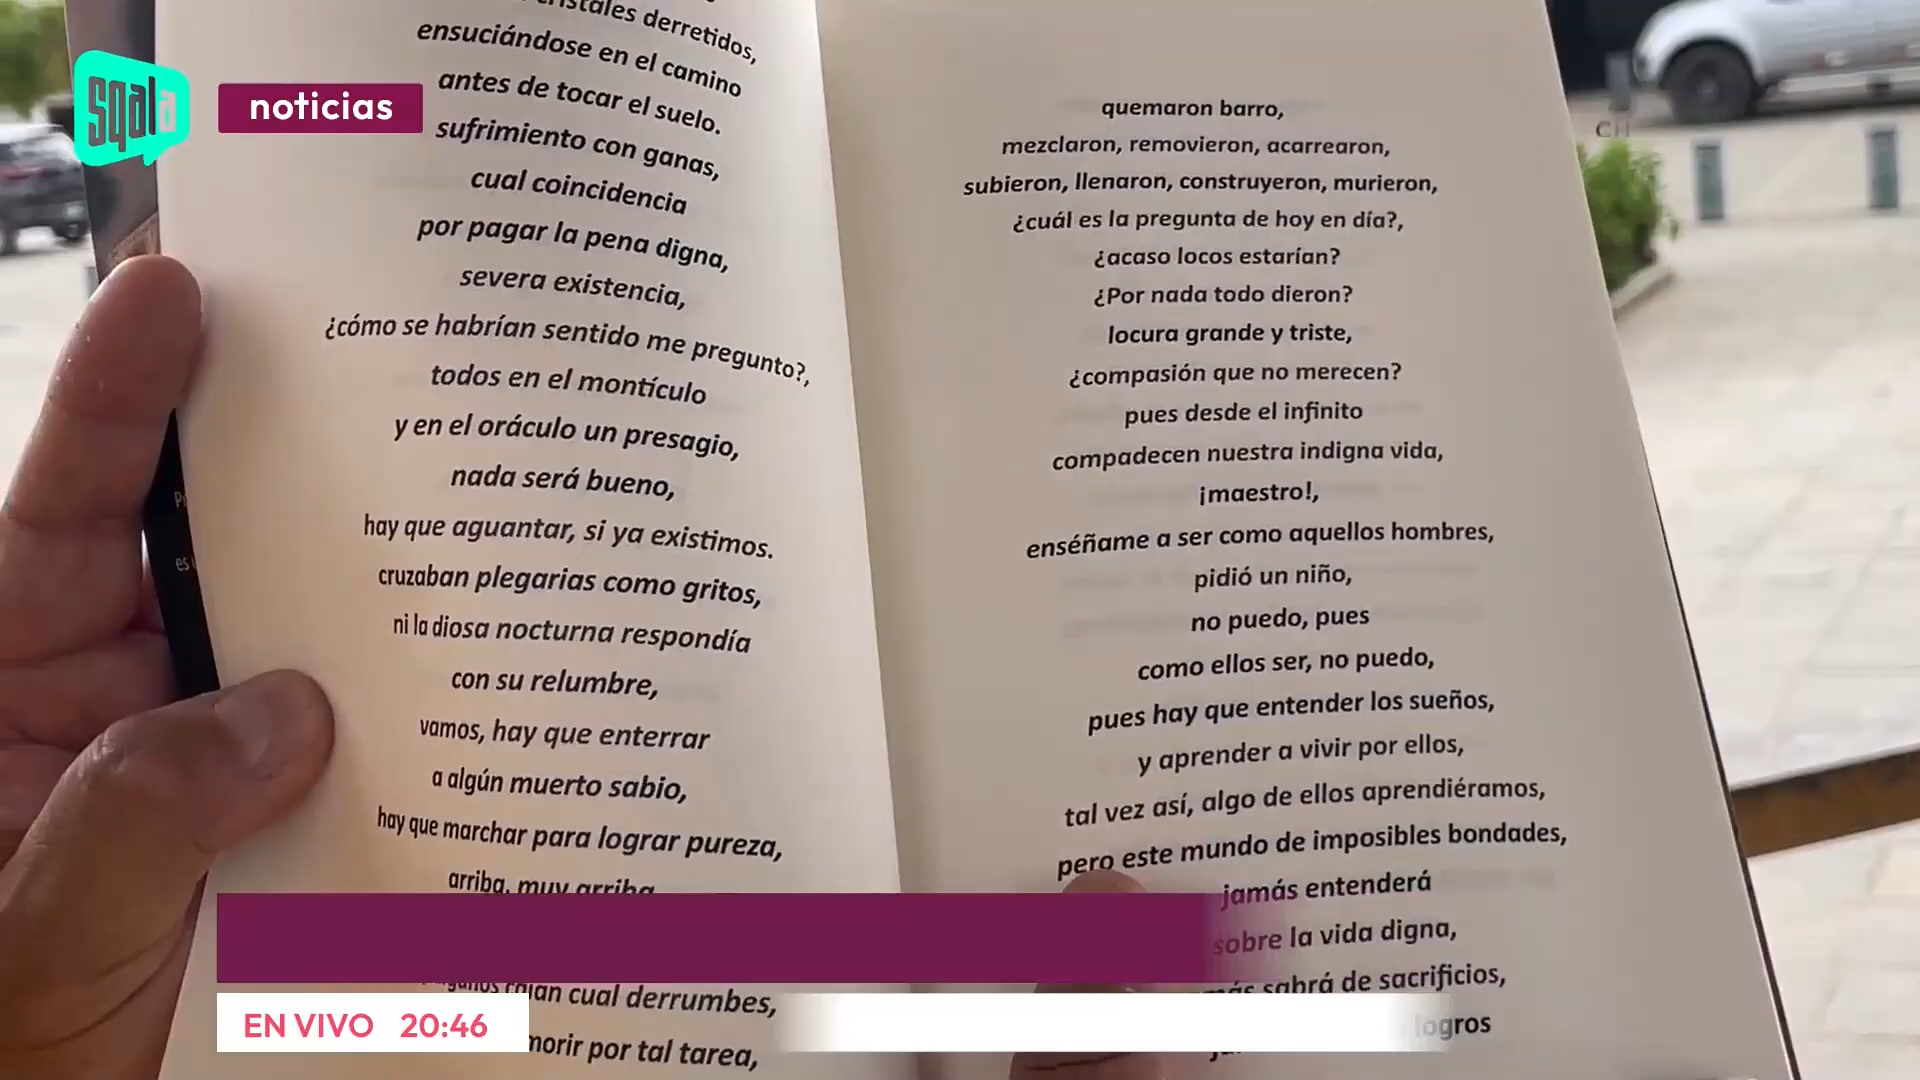 sqala
noticias
derretidos,
ensuciándose en el camino
antes de tocar el suelo.
sufrimiento con ganas,
cual coincidencia
por pagar la pena digna,
severa existencia,
¿cómo se habrían sentido me pregunto?,
todos en el montículo
y en el oráculo un presagio,
nada será bueno,
hay que aguantar, si ya existimos.
cruzaban plegarias como gritos,
ni la diosa nocturna respondía
con su relumbre,
vamos, hay que enterrar
a algún muerto sabio,
hay que marchar para lograr pureza,
arriba, muy arriba
cual derrumbes,
morir por tal tarea,
quemaron barro,
mezclaron, removieron, acarrearon,
subieron, llenaron, construyeron, murieron,
¿cuál es la pregunta de hoy en día?,
¿acaso locos estarían?
¿Por nada todo dieron?
locura grande y triste,
¿compasión que no merecen?
pues desde el infinito
compadecen nuestra indigna vida,
¡maestro!,
enséñame a ser como aquellos hombres,
pidió un niño,
no puedo, pues
como ellos ser, no puedo,
pues hay que entender los sueños,
y aprender a vivir por ellos,
tal vez así, algo de ellos aprendiéramos,
pero este mundo de imposibles bondades,
jamás entenderá
sobre la vida digna,
sabrá de sacrificios,
logros
EN VIVO 20:46